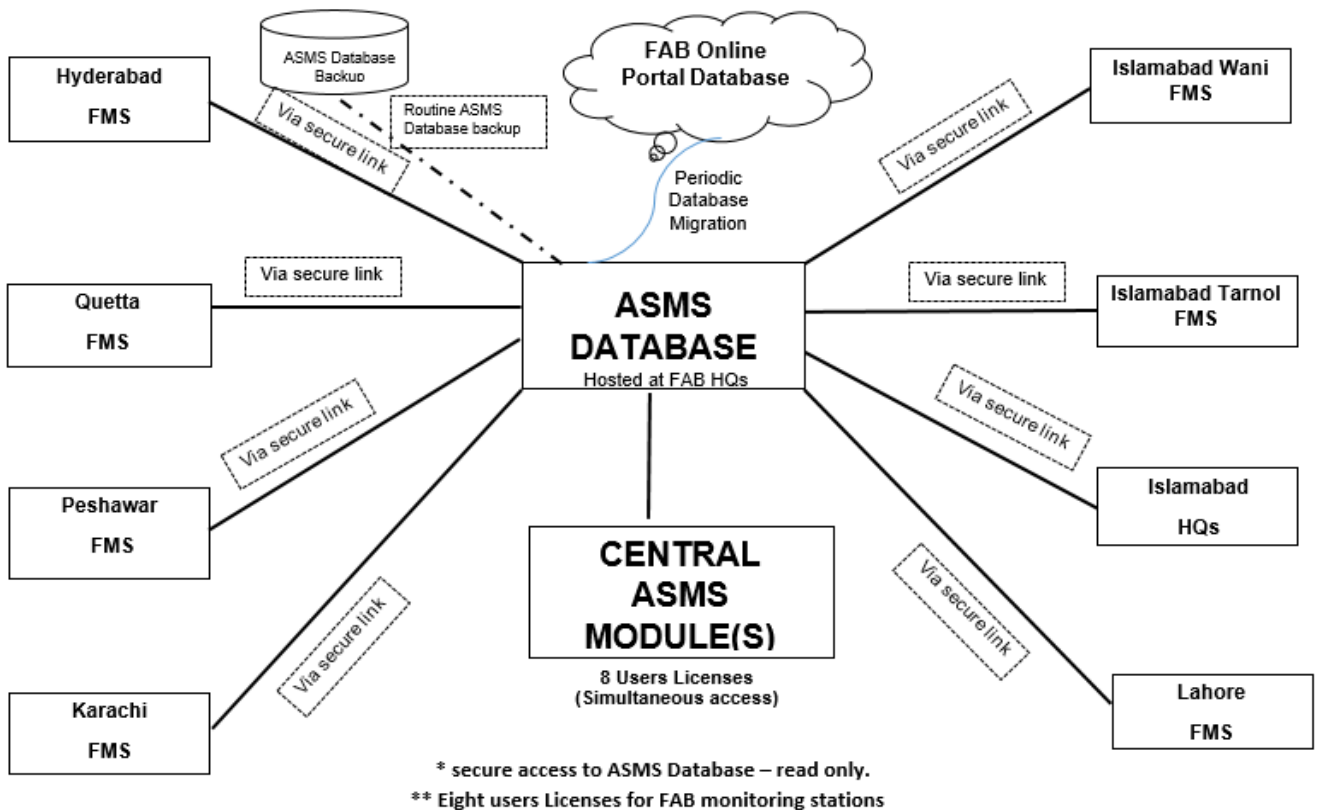 ASMS Database
Backup
FAB Online
Portal Database
Hyderabad
FMS
Via secure link
Routine ASMS
Database backup
Islamabad Wani
FMS
Via secure link
Periodic
Database
Migration
Quetta
FMS
Via secure link
ASMS
DATABASE
Hosted at FAB HQs
Via secure link
Islamabad Tarnol
FMS
Peshawar
FMS
Via secure link
Via secure link
Islamabad
HQs
CENTRAL
ASMS
MODULE(S)
8 Users Licenses
(Simultaneous access)
Karachi
FMS
Via secure link
Via secure link
Lahore
FMS
* secure access to ASMS Database – read only.
** Eight users Licenses for FAB monitoring stations